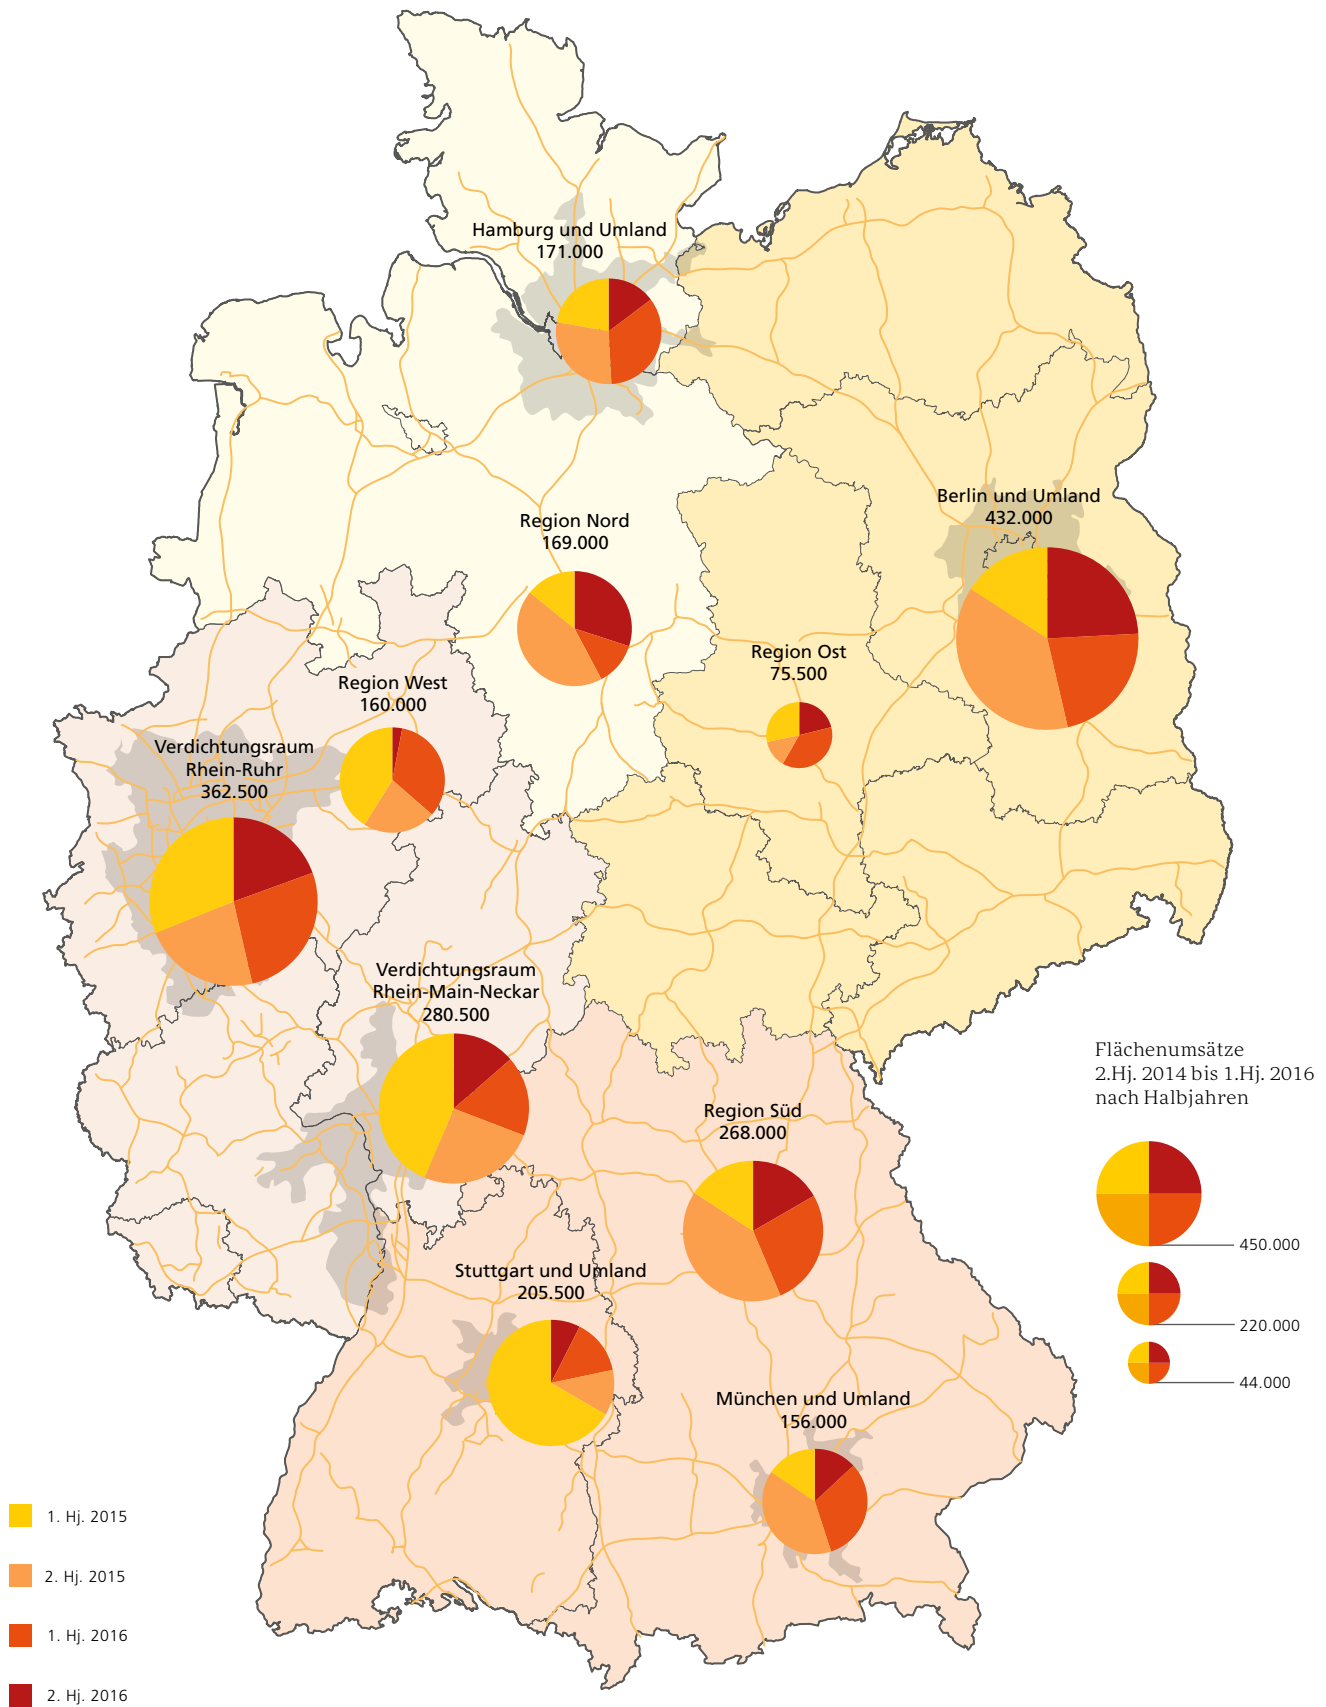 Hamburg und Umland
171.000
Berlin und Umland
432.000
Region Nord
169.000
Region Ost
75.500
Region West
160.000
Verdichtungsraum
Rhein-Ruhr
362.500
Verdichtungsraum
Rhein-Main-Neckar
280.500
Flächenumsätze
2.Hj. 2014 bis 1.Hj. 2016
nach Halbjahren
450.000
220.000
44.000
Region Süd
268.000
Stuttgart und Umland
205.500
München und Umland
156.000
1. Hj. 2015
2. Hj. 2015
1. Hj. 2016
2. Hj. 2016